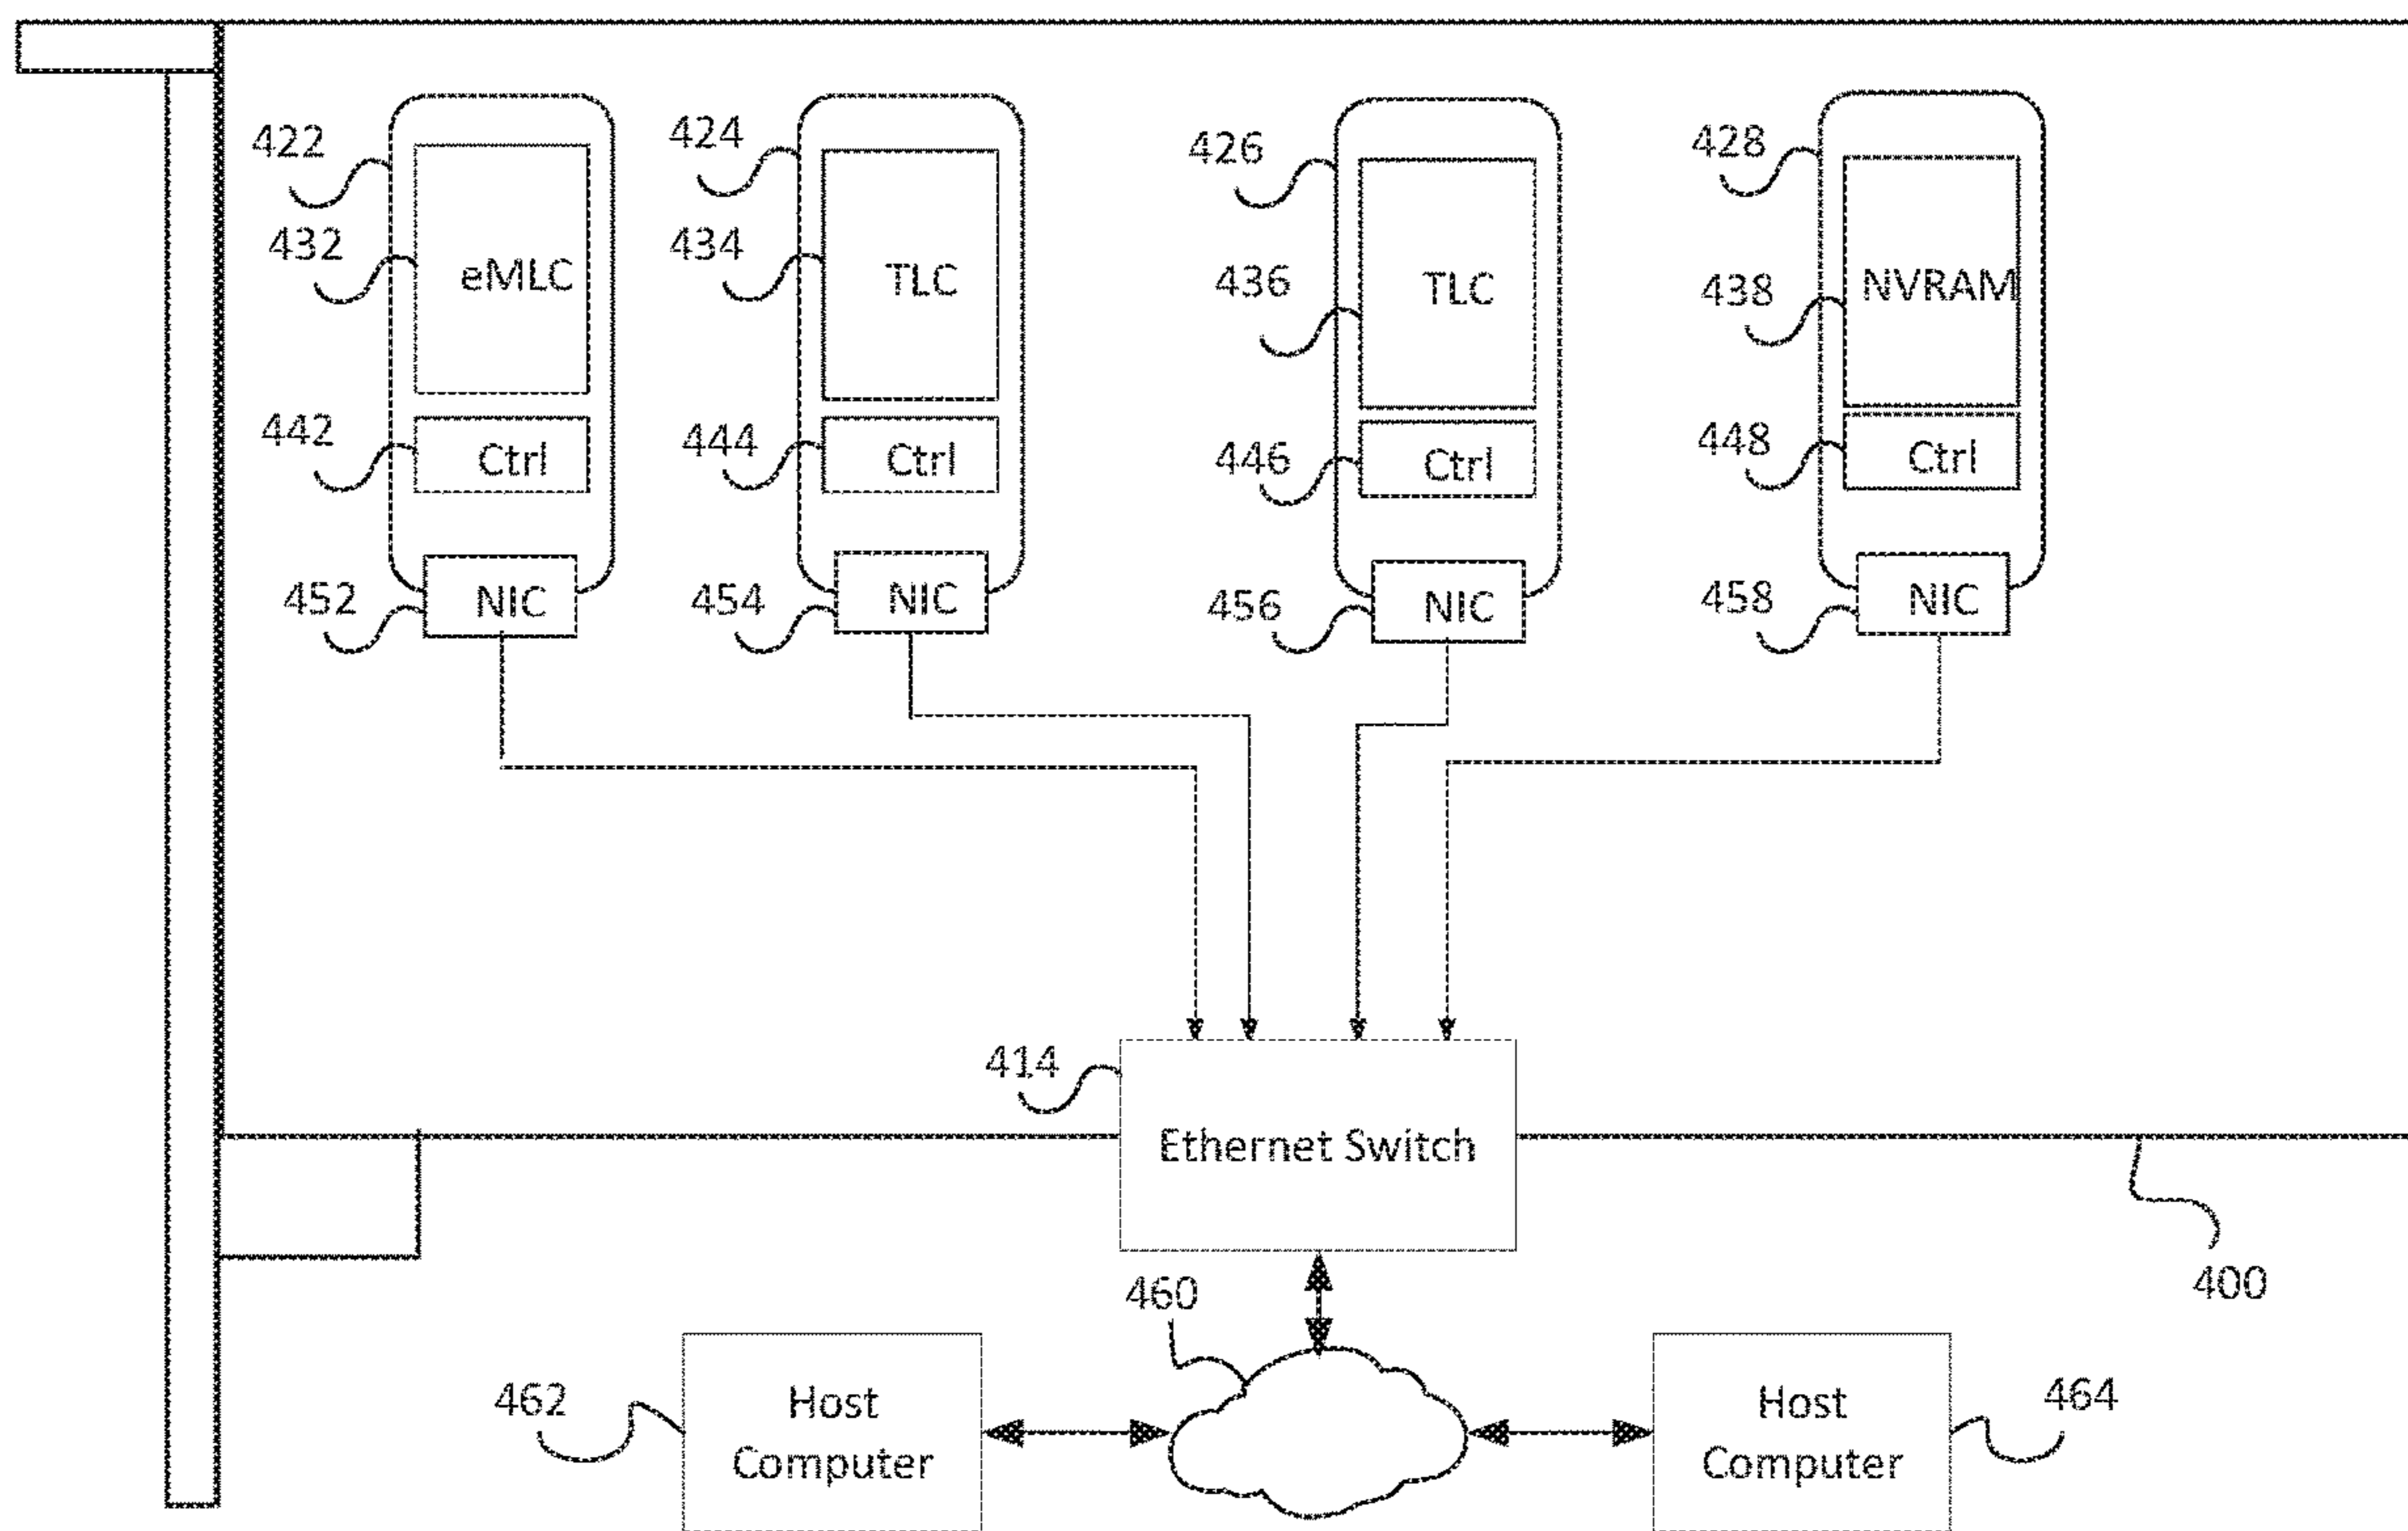 422
424
426
428
432
eMLC
434
TLC
436
TLC
438
NVRAM
442
Ctrl
444
Ctrl
446
Ctrl
448
Ctrl
452
NIC
454
NIC
456
NIC
458
NIC
414
Ethernet Switch
400
460
462
Host
Computer
Host
Computer
464